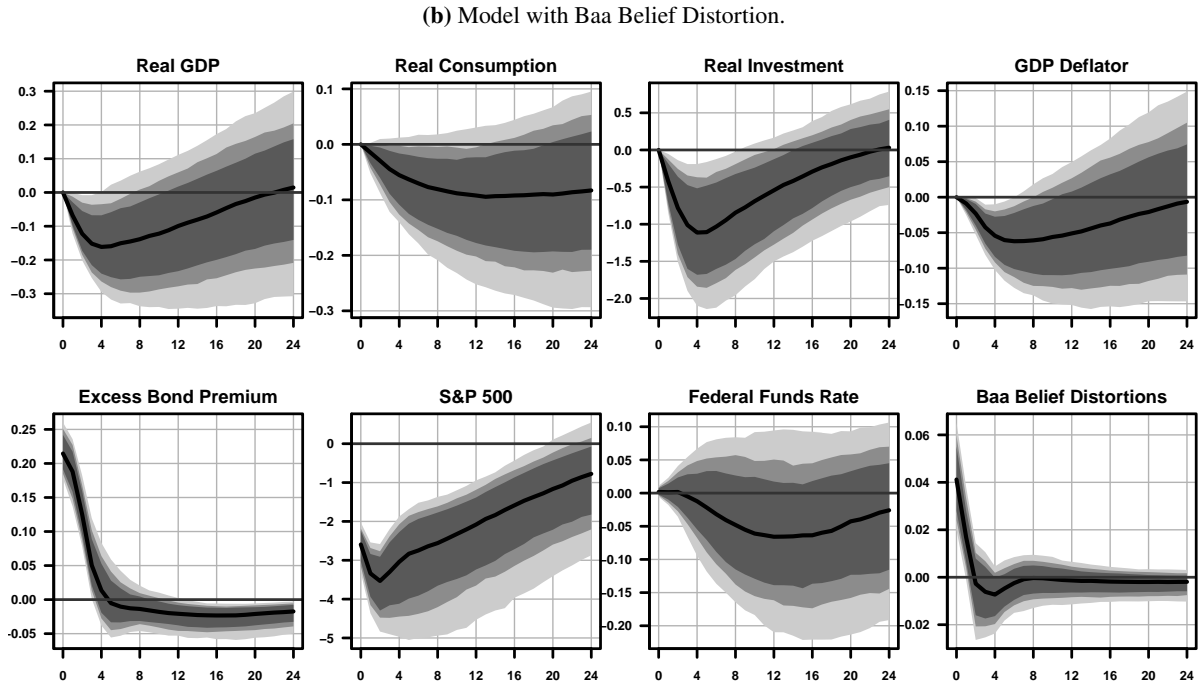 (b) Model with Baa Belief Distortion.
Real GDP
Real Consumption
Real Investment
GDP Deflator
0.3
0.2
0.1
0.0
−0.1
−0.2
−0.3
0 4 8 12 16 20 24
0.1
0.0
−0.1
−0.2
−0.3
0 4 8 12 16 20 24
0.5
0.0
−0.5
−1.0
−1.5
−2.0
0 4 8 12 16 20 24
0.15
0.10
0.05
0.00
−0.05
−0.10
−0.15
0 4 8 12 16 20 24
Excess Bond Premium
S&P 500
Federal Funds Rate
Baa Belief Distortions
0.25
0.20
0.15
0.10
0.05
0.00
−0.05
0 4 8 12 16 20 24
0
−1
−2
−3
−4
−5
0 4 8 12 16 20 24
0.10
0.05
0.00
−0.05
−0.10
−0.15
−0.20
0 4 8 12 16 20 24
0.06
0.04
0.02
0.00
−0.02
0 4 8 12 16 20 24